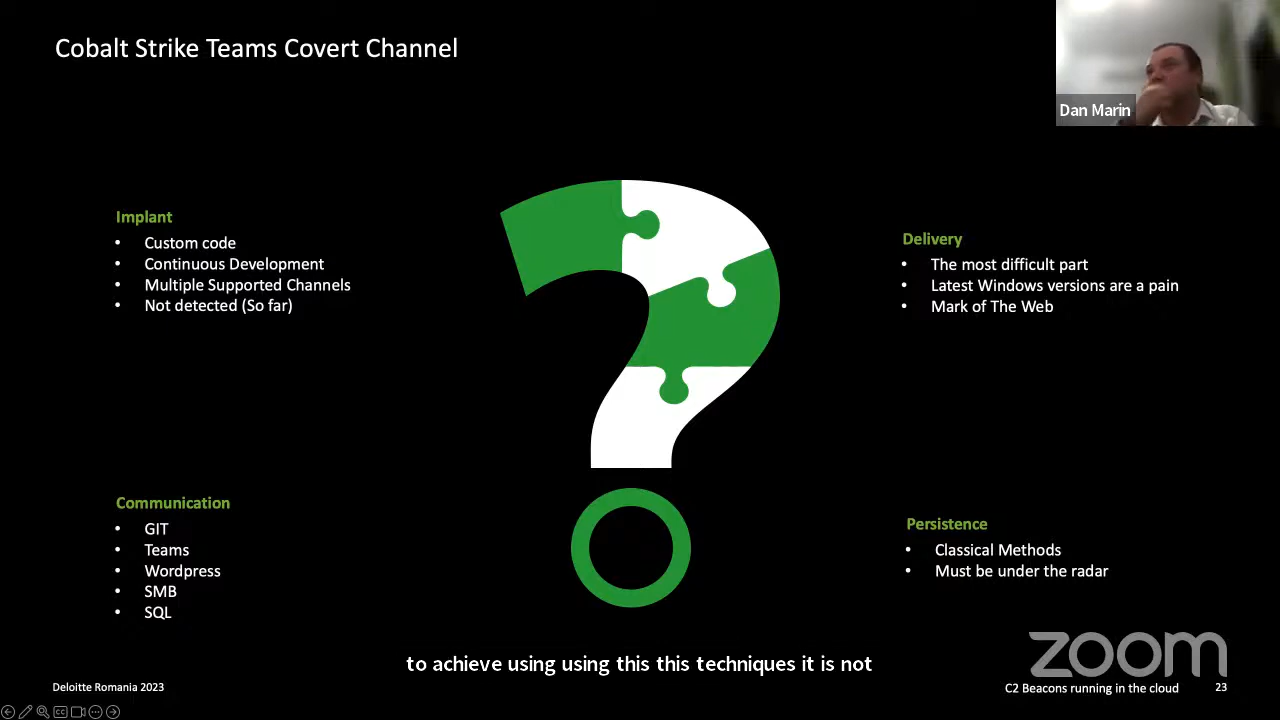 Cobalt Strike Teams Covert Channel
Dan Marin
Implant
• Custom code
• Continuous Development
• Multiple Supported Channels
• Not detected (So far)
Delivery
• The most difficult part
• Latest Windows versions are a pain
• Mark of The Web
Communication
• GIT
• Teams
• Wordpress
• SMB
• SQL
Persistence
• Classical Methods
• Must be under the radar
to achieve using using this this techniques it is not
zoom
Deloitte Romania 2023
C2 Beacons running in the cloud 23
CC